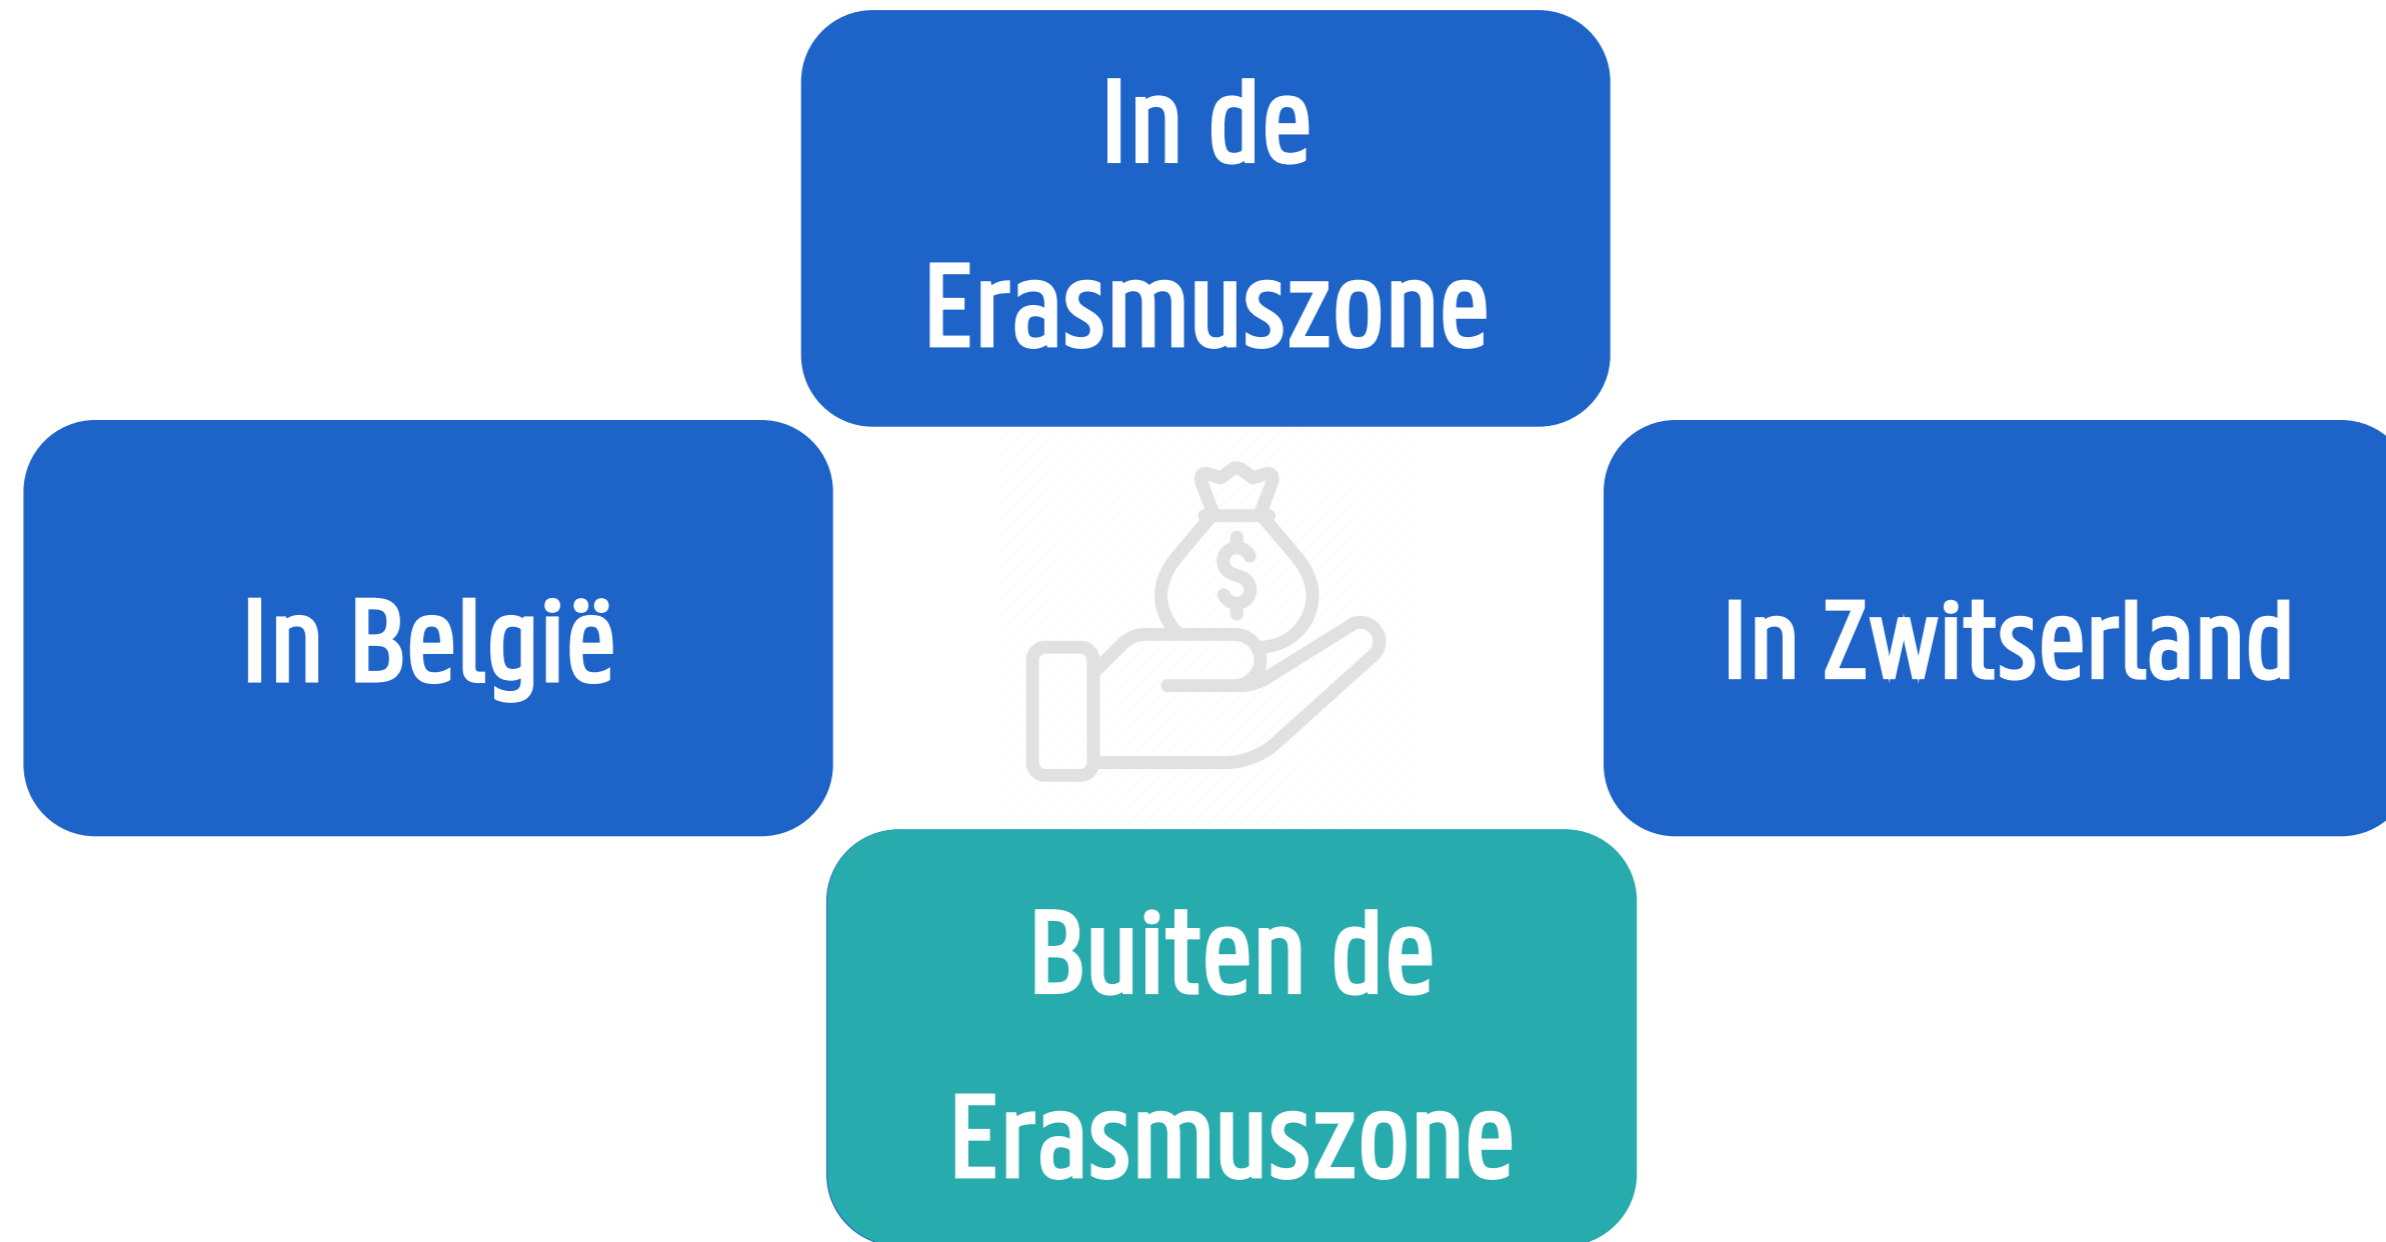 In de
Erasmuszone
In België
$
In Zwitserland
Buiten de
Erasmuszone